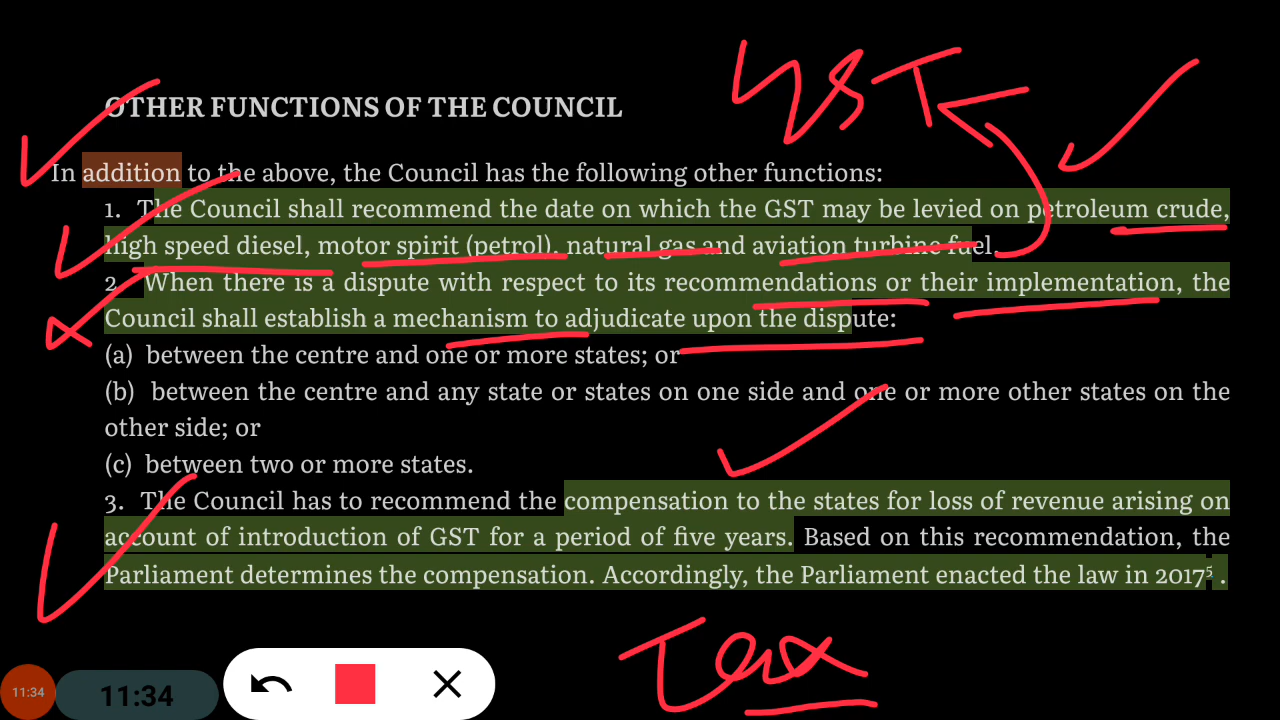 GST
OTHER FUNCTIONS OF THE COUNCIL
In addition to the above, the Council has the following other functions:
1. The Council shall recommend the date on which the GST may be levied on petroleum crude,
high speed diesel, motor spirit (petrol), natural gas and aviation turbine fuel.
2. When there is a dispute with respect to its recommendations or their implementation, the
Council shall establish a mechanism to adjudicate upon the dispute:
(a) between the centre and one or more states; or
(b) between the centre and any state or states on one side and one or more other states on the
other side; or
(c) between two or more states.
3. The Council has to recommend the compensation to the states for loss of revenue arising on
account of introduction of GST for a period of five years. Based on this recommendation, the
Parliament determines the compensation. Accordingly, the Parliament enacted the law in 2017⁵ .
Tax
11:34
11:34